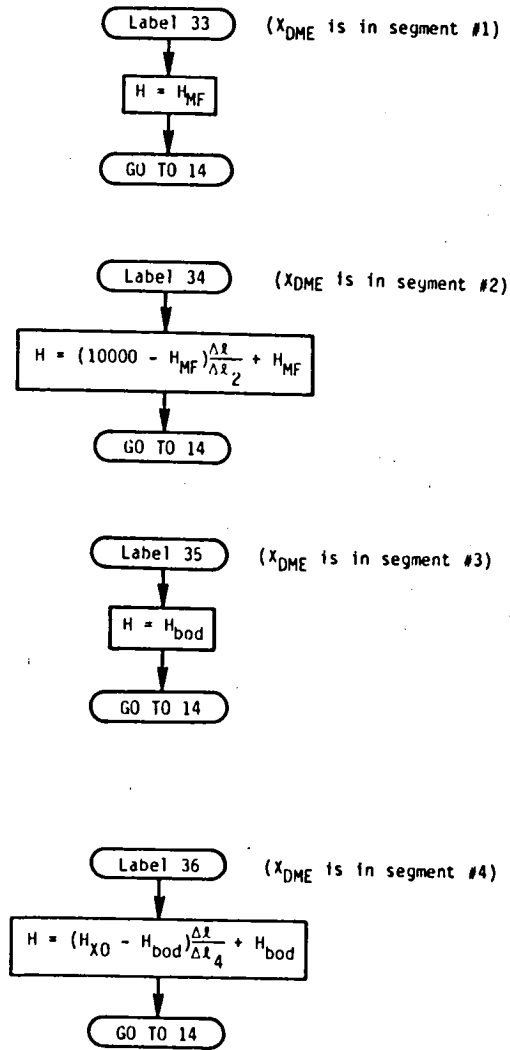 Label 33 (X_DME is in segment #1)
H = H_MF
GO TO 14
Label 34 (X_DME is in segment #2)
H = (10000 - H_MF) Δℓ/Δℓ_2 + H_MF
GO TO 14
Label 35 (X_DME is in segment #3)
H = H_bod
GO TO 14
Label 36 (X_DME is in segment #4)
H = (H_XO - H_bod) Δℓ/Δℓ_4 + H_bod
GO TO 14